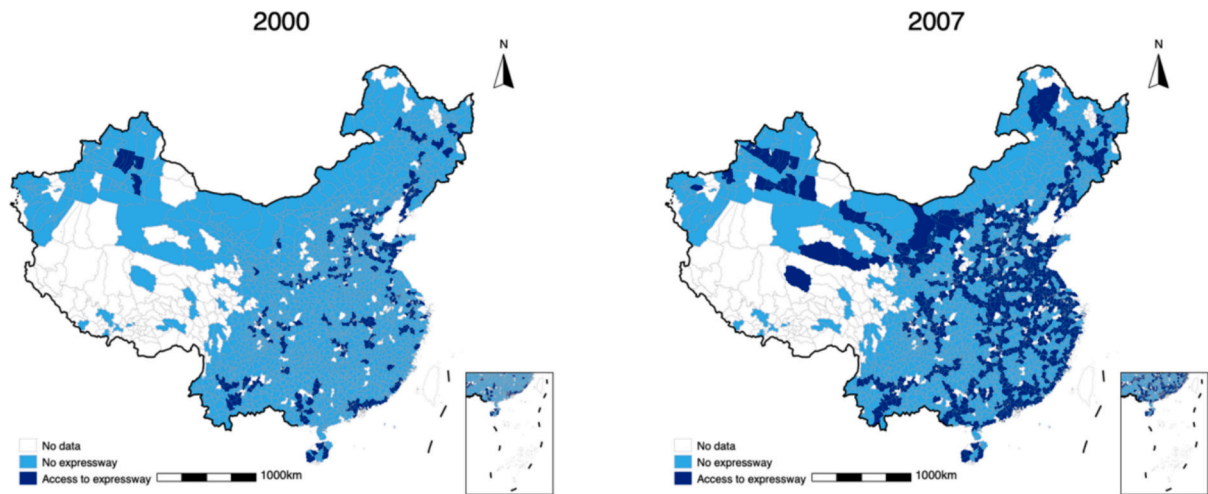 2000
N
No data
No expressway
Access to expressway
1000km
2007
N
No data
No expressway
Access to expressway
1000km